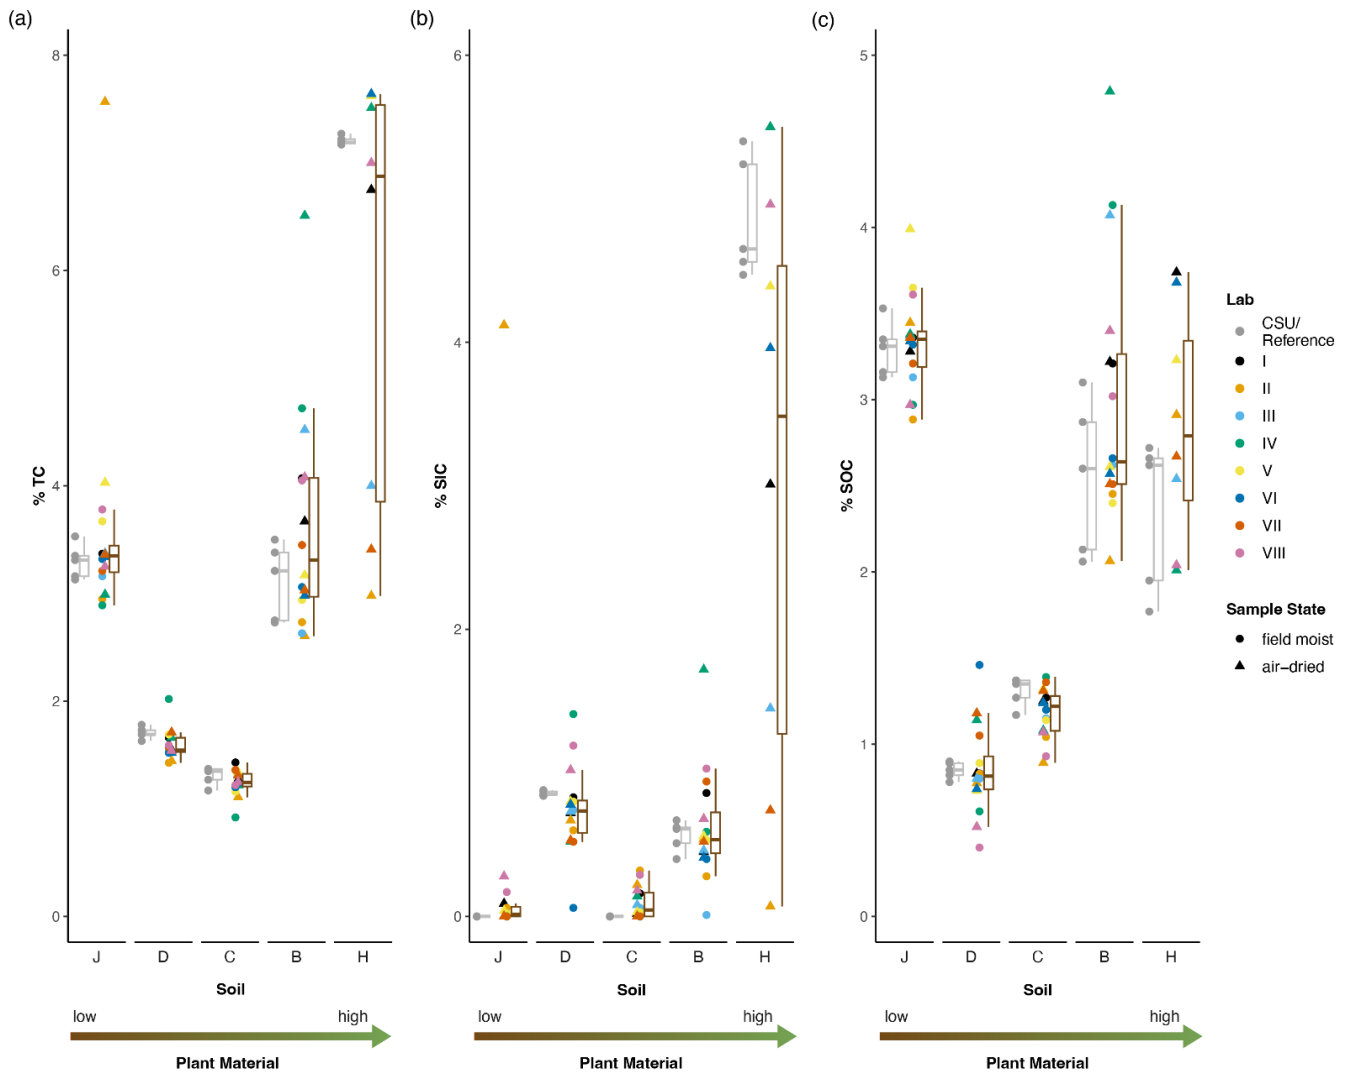 (a)
(b)
(c)
8
6
4
2
0
% TC
J D C B H
Soil
low high
Plant Material
6
4
2
0
% SIC
J D C B H
Soil
low high
Plant Material
5
4
3
2
1
0
% SOC
J D C B H
Soil
low high
Plant Material
Lab
CSU/
Reference
I
II
III
IV
V
VI
VII
VIII
Sample State
field moist
air−dried